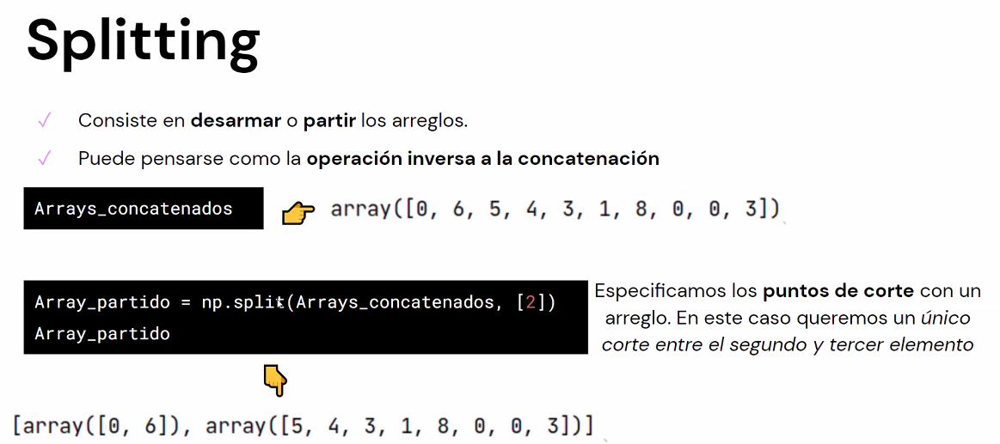 Splitting
✓ Consiste en desarmar o partir los arreglos.
✓ Puede pensarse como la operación inversa a la concatenación
Arrays_concatenados
array([0, 6, 5, 4, 3, 1, 8, 0, 0, 3])
Array_partido = np.split(Arrays_concatenados, [2])
Array_partido
Especificamos los puntos de corte con un
arreglo. En este caso queremos un único
corte entre el segundo y tercer elemento
[array([0, 6]), array([5, 4, 3, 1, 8, 0, 0, 3])]